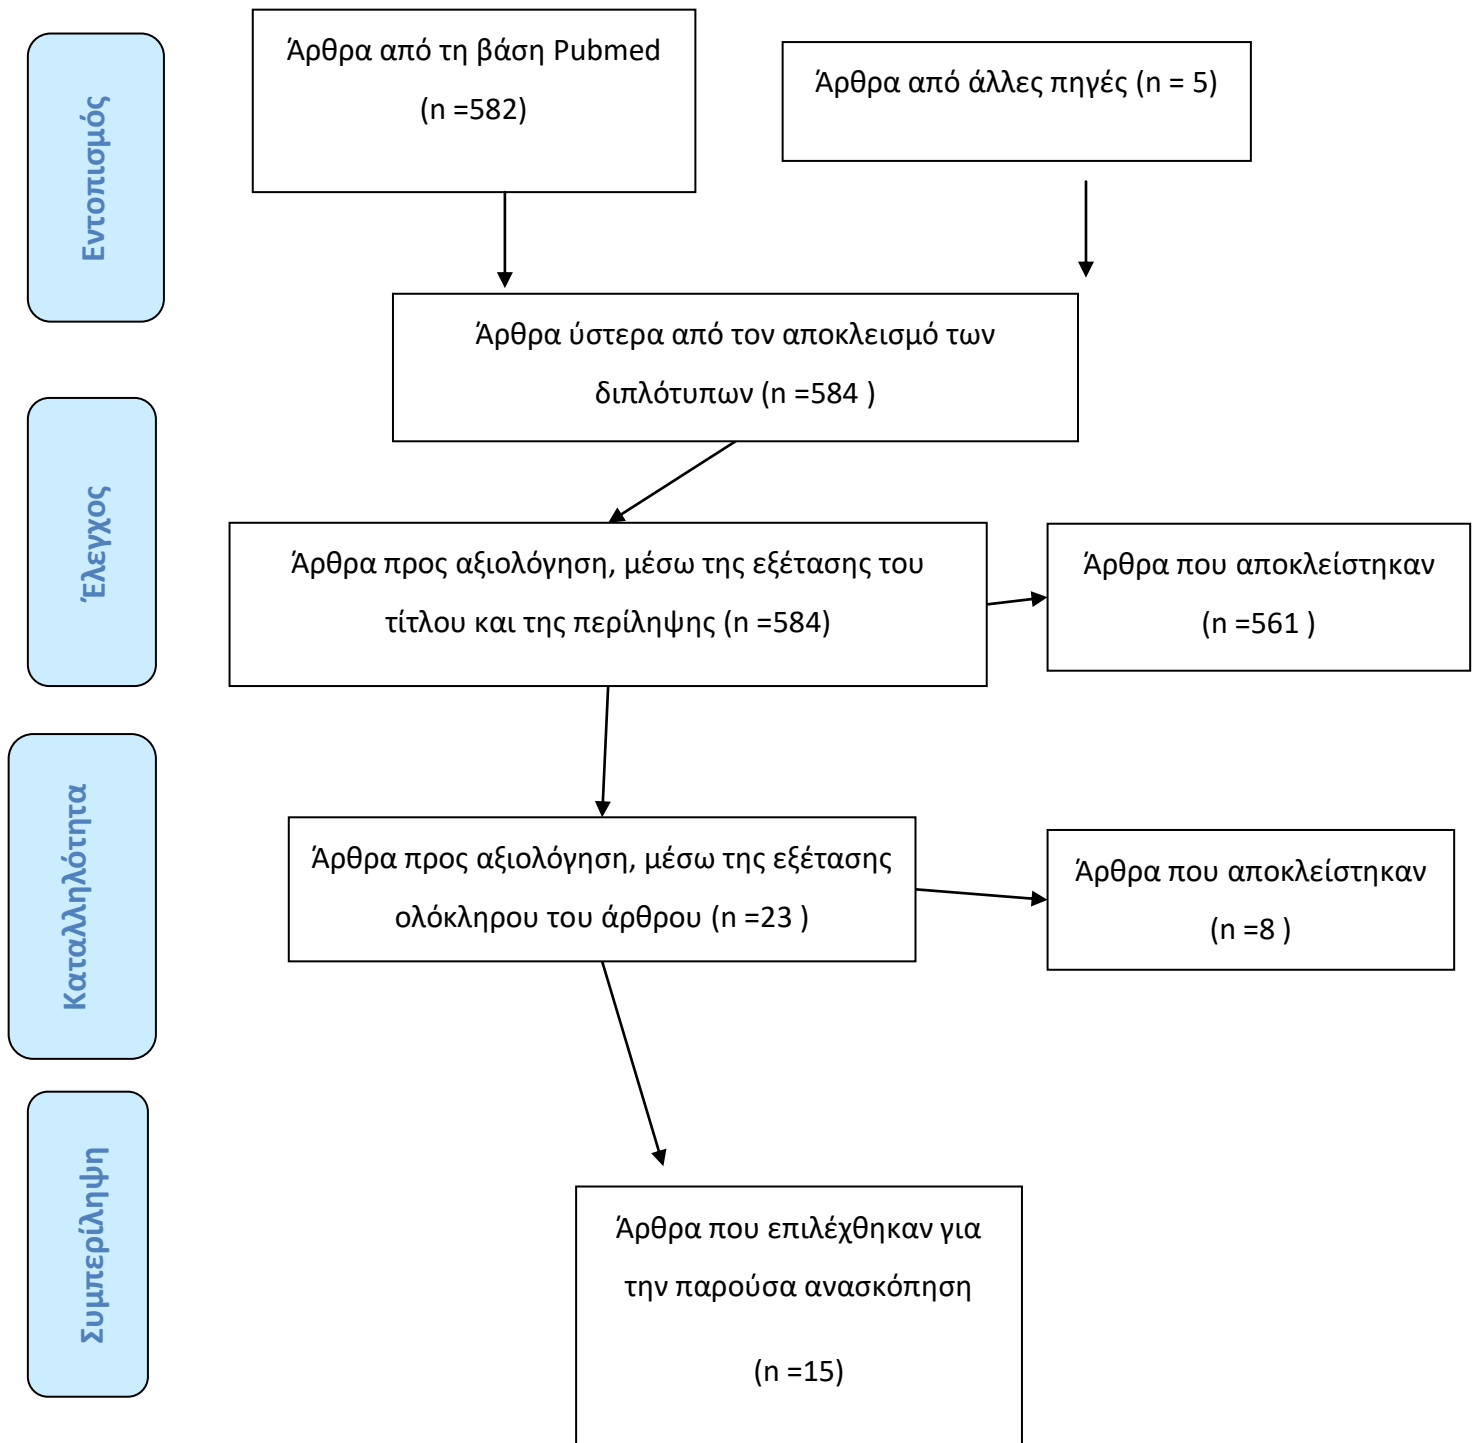 Εντοπισμός
Άρθρα από τη βάση Pubmed
(n =582)
Άρθρα από άλλες πηγές (n = 5)
Άρθρα ύστερα από τον αποκλεισμό των
διπλότυπων (n =584 )
Έλεγχος
Άρθρα προς αξιολόγηση, μέσω της εξέτασης του
τίτλου και της περίληψης (n =584)
Άρθρα που αποκλείστηκαν
(n =561 )
Καταλληλότητα
Άρθρα προς αξιολόγηση, μέσω της εξέτασης
ολόκληρου του άρθρου (n =23 )
Άρθρα που αποκλείστηκαν
(n =8 )
Συμπερίληψη
Άρθρα που επιλέχθηκαν για
την παρούσα ανασκόπηση
(n =15)